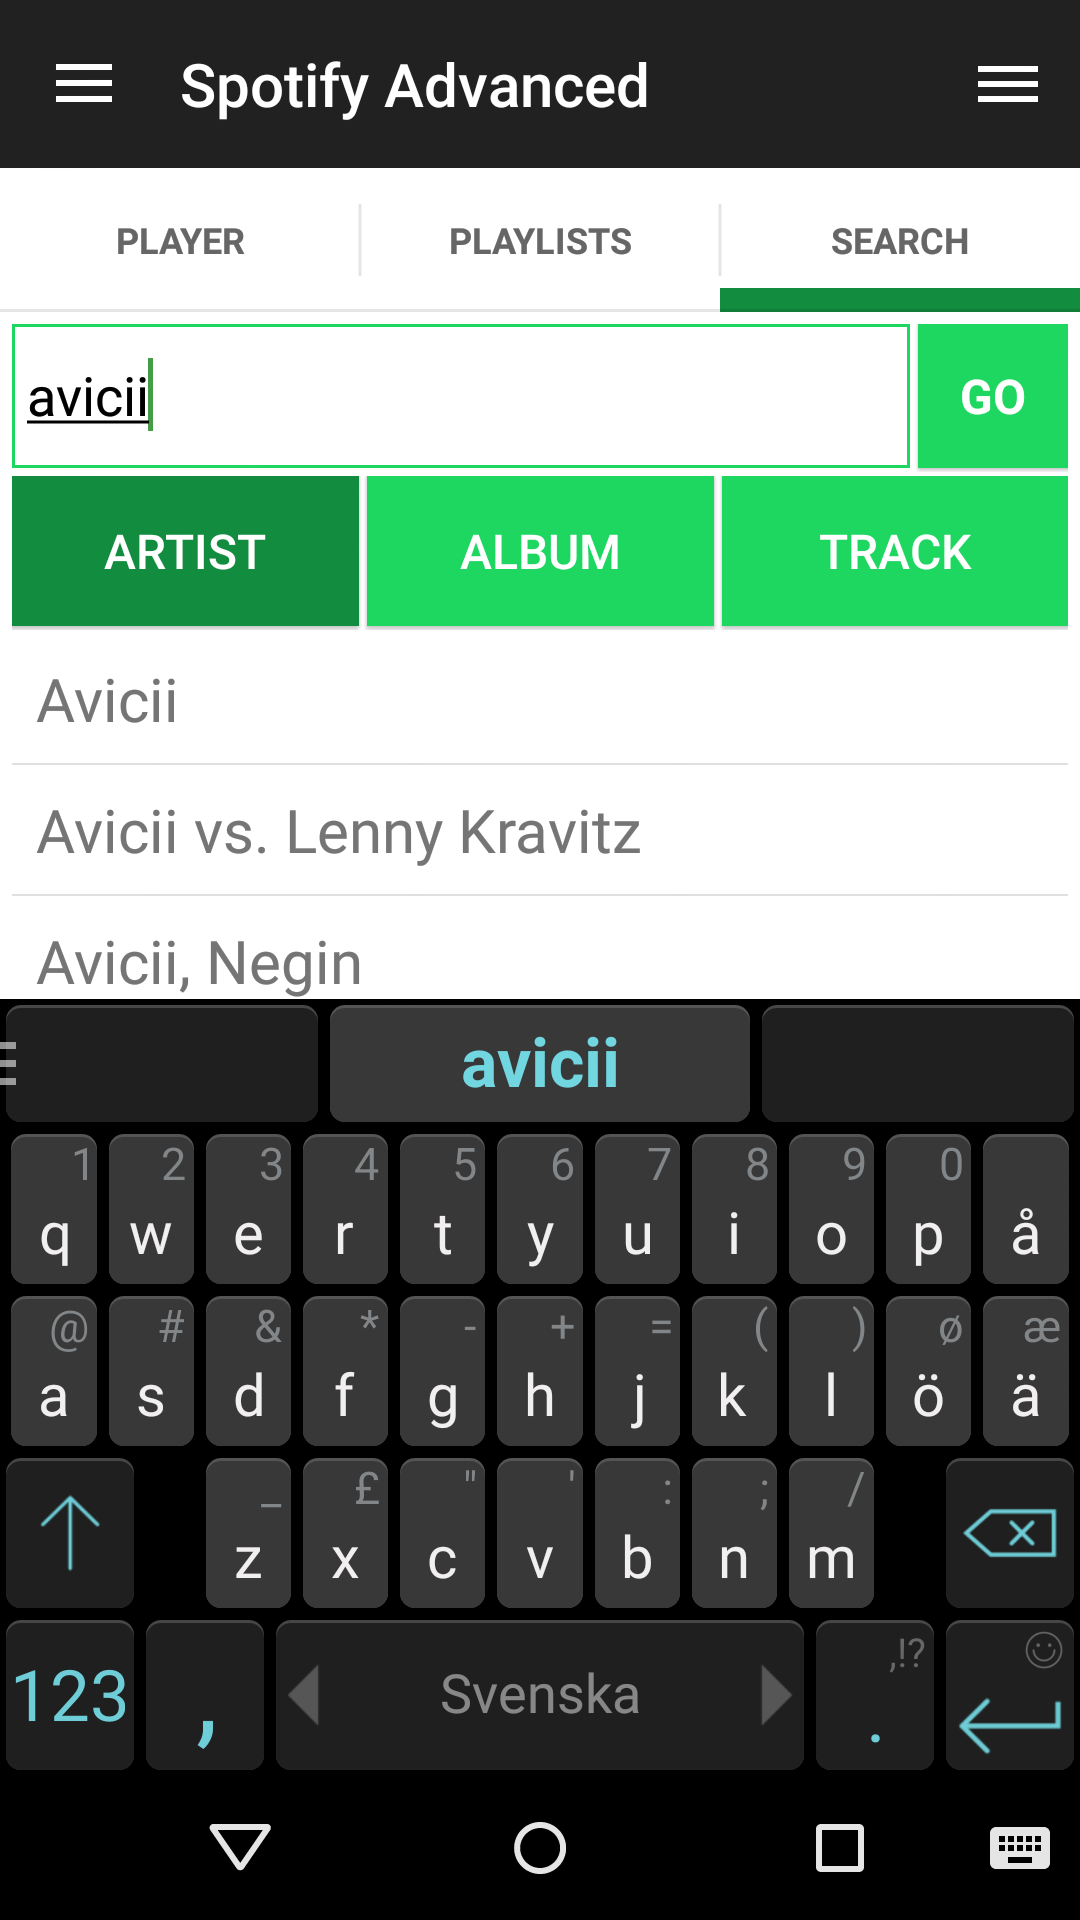 Spotify Advanced
PLAYER PLAYLISTS SEARCH
avicii GO
ARTIST ALBUM TRACK
Avicii
Avicii vs. Lenny Kravitz
Avicii, Negin
avicii
1 2 3 4 5 6 7 8 9 0
q w e r t y u i o p å
@ # & * - + = ( ) ø æ
a s d f g h j k l ö ä
_ £ " ' : ; /
z x c v b n m
,!?
123 , Svenska .